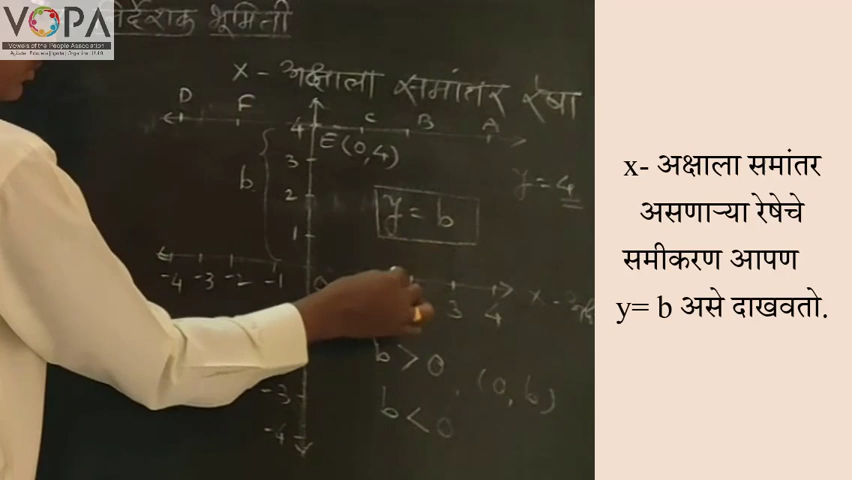 VOPA
Vowels of the People Association
निर्देशक भूमिती
X - अक्षाला समांतर रेषा
D F C B A
4 E (0,4)
3
y = 4
b
2
y = b
1
-4 -3 -2 -1 0 3 4 X -
b > 0
(0, b)
-3
b < 0
-4
x- अक्षाला समांतर
असणाऱ्या रेषेचे
समीकरण आपण
y= b असे दाखवतो.